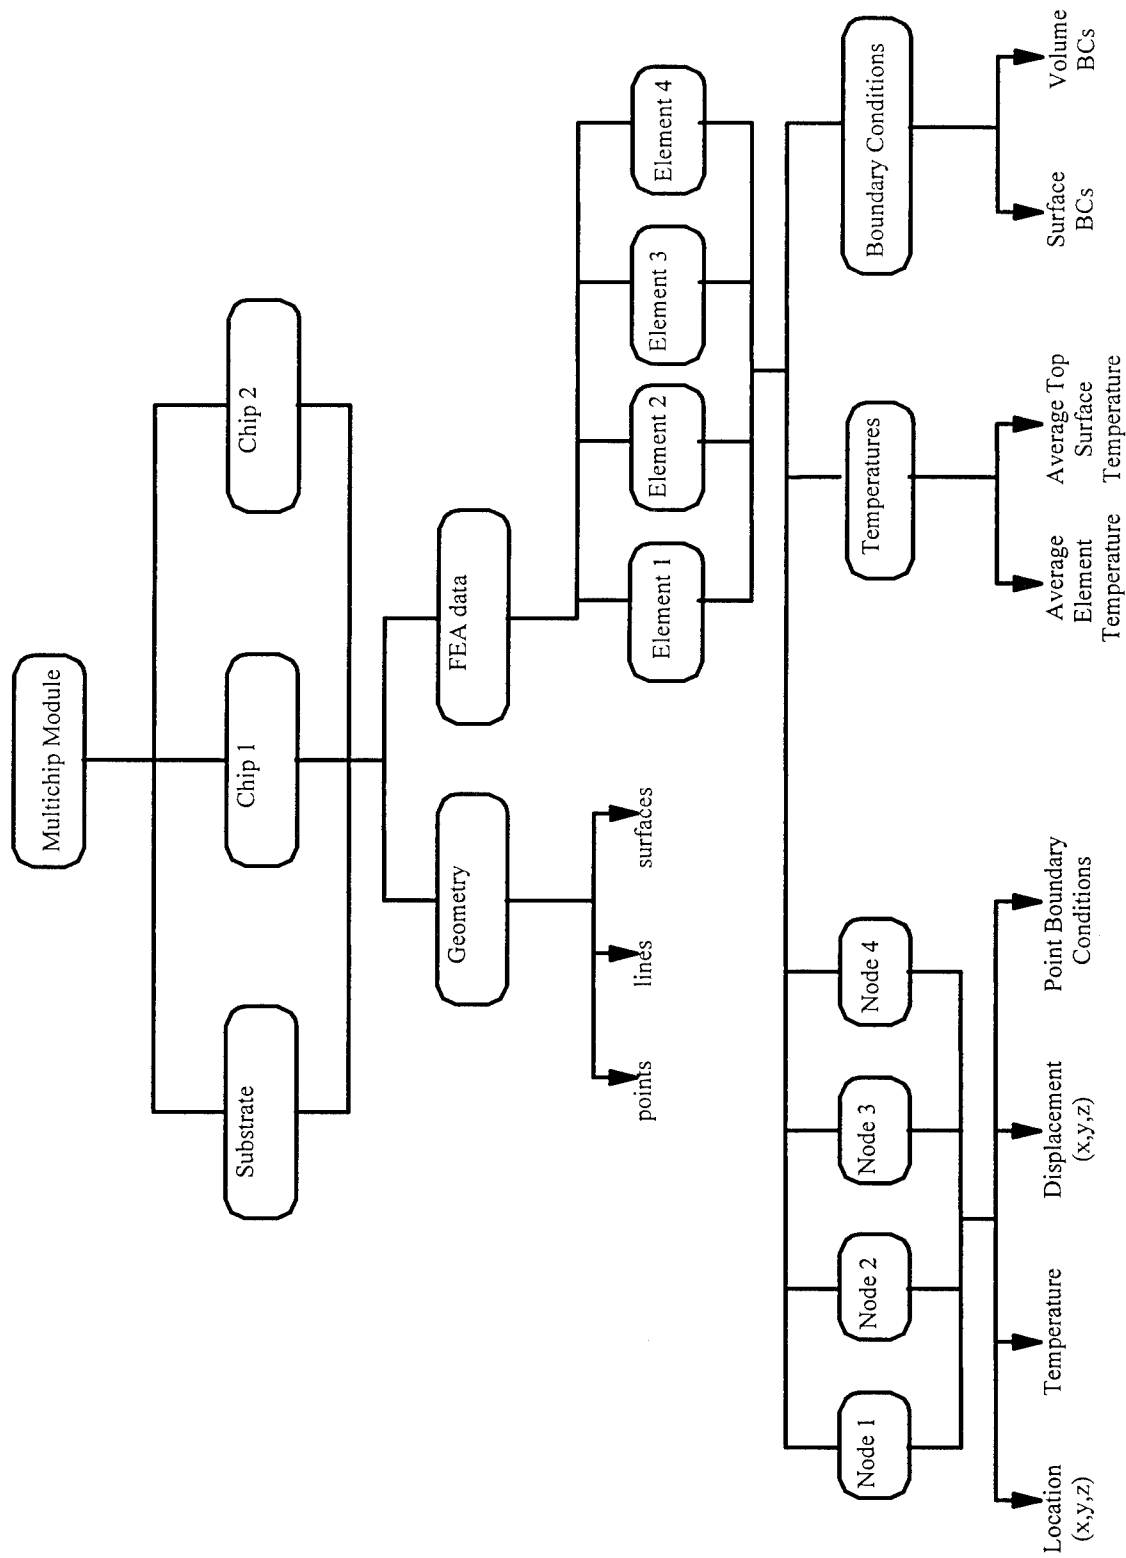 Multichip Module
Substrate
Chip 1
Chip 2
Geometry
FEA data
points
lines
surfaces
Element 1
Element 2
Element 3
Element 4
Node 1
Node 2
Node 3
Node 4
Temperatures
Boundary Conditions
Location
(x,y,z)
Temperature
Displacement
(x,y,z)
Point Boundary
Conditions
Average
Element
Temperature
Average Top
Surface
Temperature
Surface
BCs
Volume
BCs